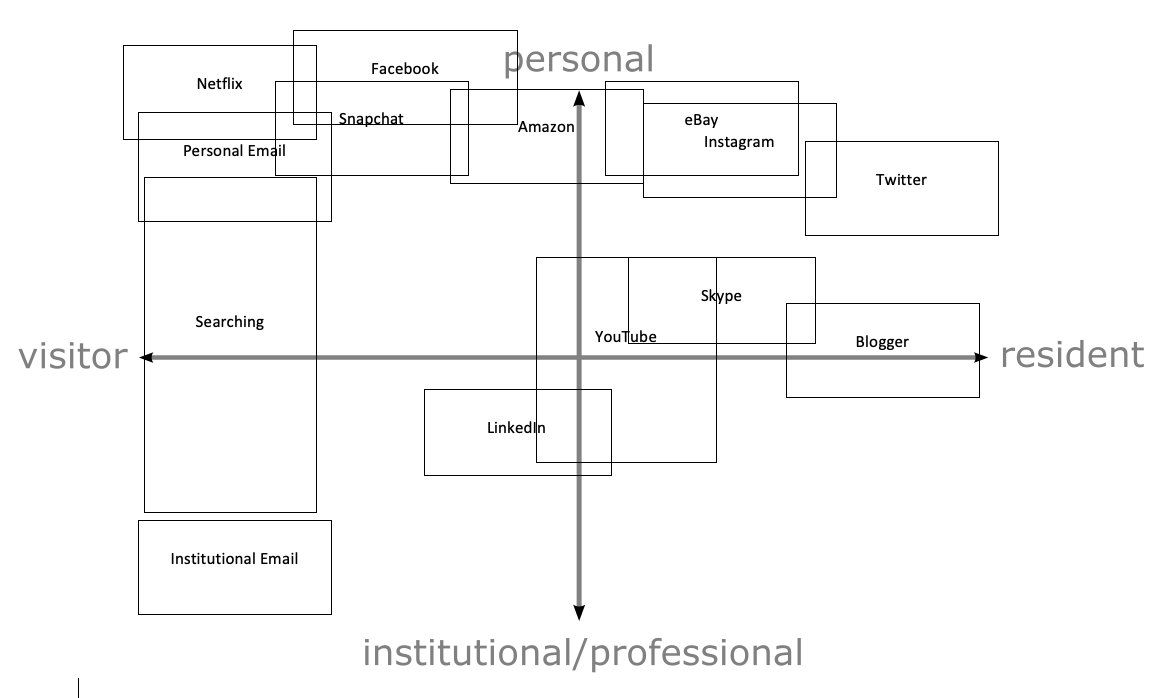 personal
Facebook
Netflix
Snapchat
Amazon
eBay
Instagram
Personal Email
Twitter
Skype
Searching
YouTube
Blogger
visitor
resident
LinkedIn
Institutional Email
institutional/professional